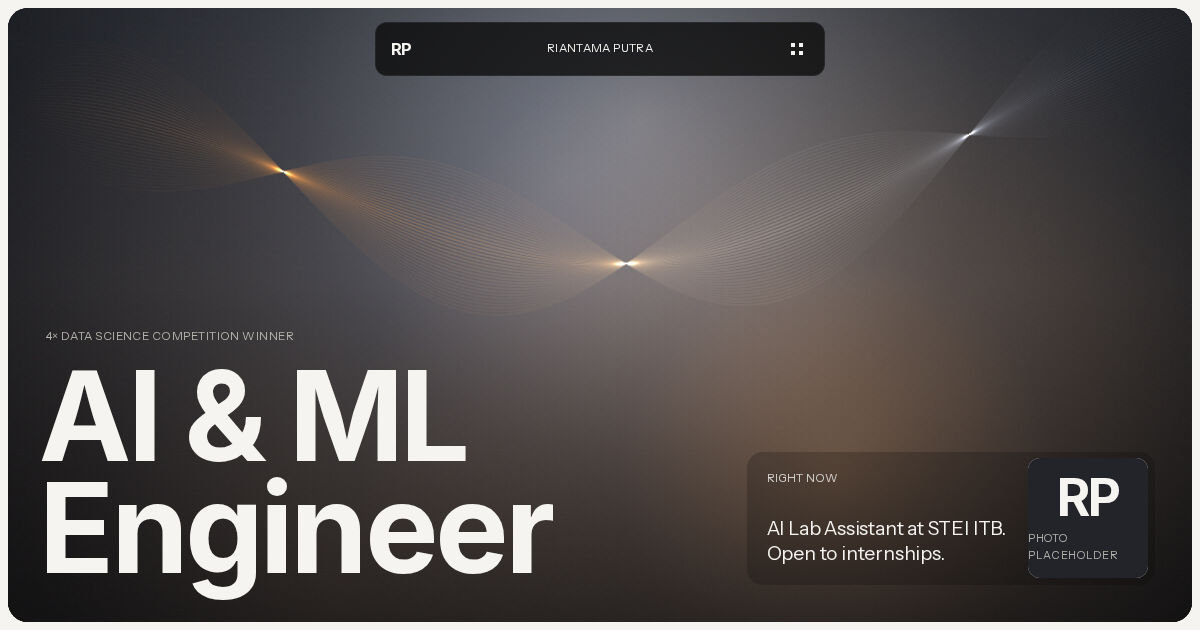 RP
RIANTAMA PUTRA
4× DATA SCIENCE COMPETITION WINNER
AI & ML
Engineer
RIGHT NOW
AI Lab Assistant at STEI ITB.
Open to internships.
RP
PHOTO
PLACEHOLDER